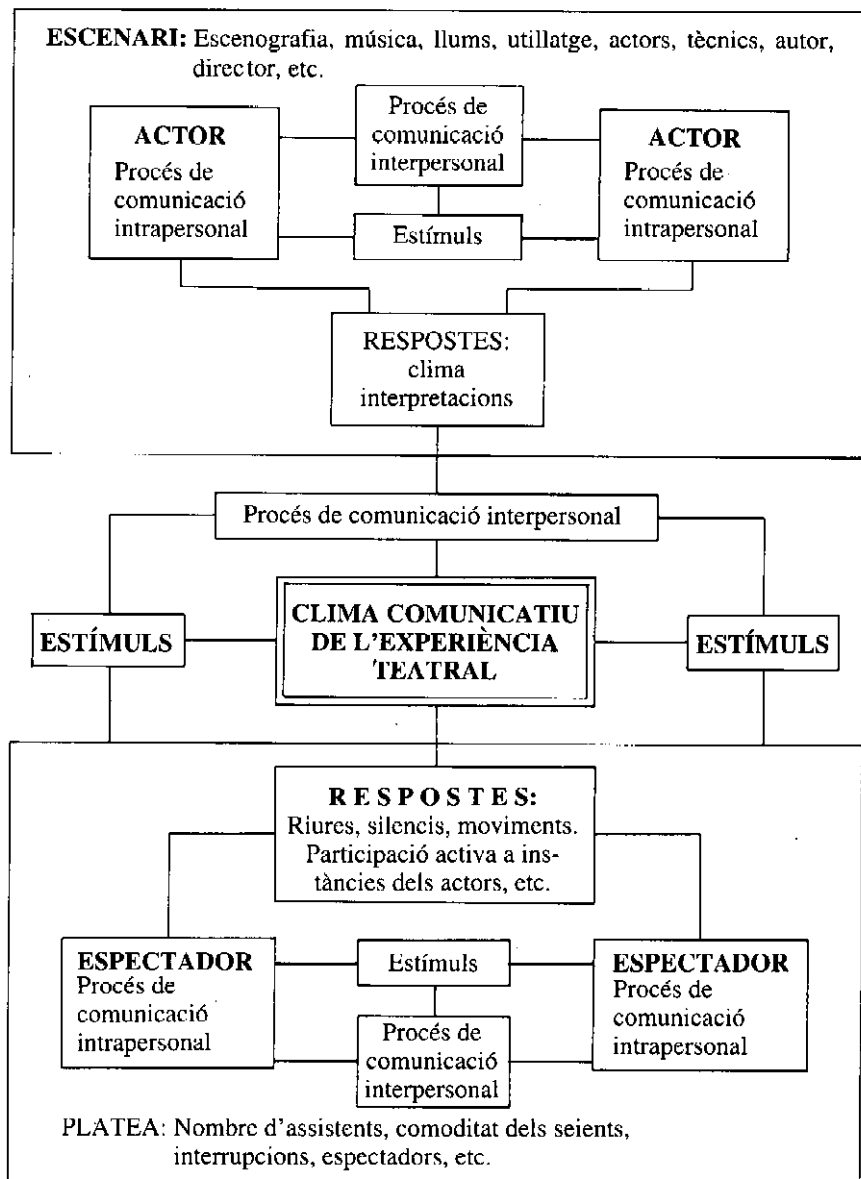 ESCENARI: Escenografia, música, llums, utillatge, actors, tècnics, autor,
director, etc.
ACTOR
Procés de
comunicació
intrapersonal
Procés de
comunicació
interpersonal
Estímuls
ACTOR
Procés de
comunicació
intrapersonal
RESPOSTES:
clima
interpretacions
Procés de comunicació interpersonal
ESTÍMULS
CLIMA COMUNICATIU
DE L'EXPERIÈNCIA
TEATRAL
ESTÍMULS
RESPOSTES:
Riures, silencis, moviments.
Participació activa a ins-
tàncies dels actors, etc.
ESPECTADOR
Procés de
comunicació
intrapersonal
Estímuls
Procés de
comunicació
interpersonal
ESPECTADOR
Procés de
comunicació
intrapersonal
PLATEA: Nombre d'assistents, comoditat dels seients,
interrupcions, espectadors, etc.